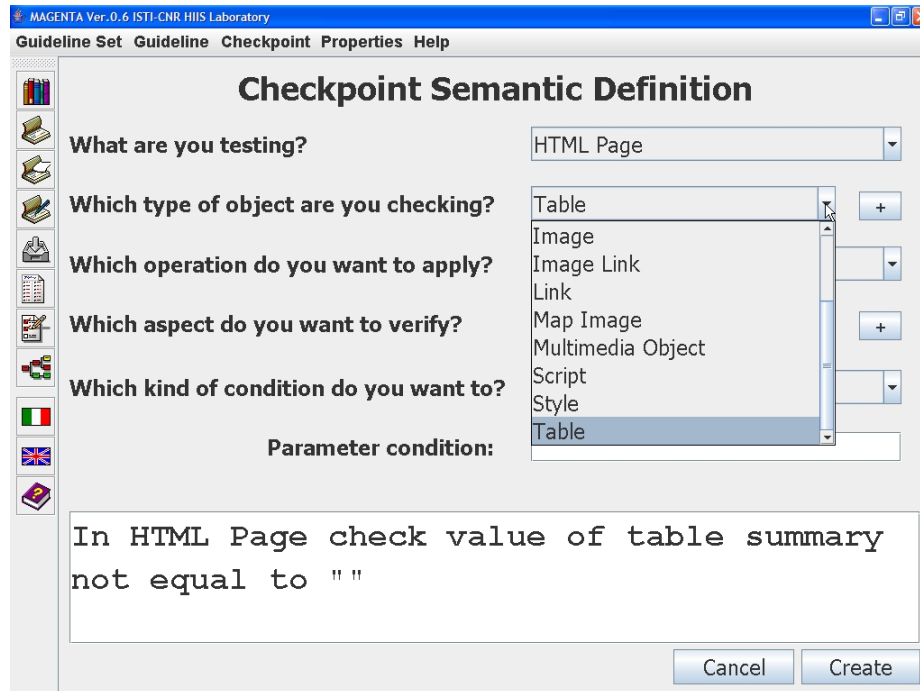 MAGENTA Ver.0.6 ISTI-CNR HIIS Laboratory
Guideline Set Guideline Checkpoint Properties Help
Checkpoint Semantic Definition
What are you testing? HTML Page
Which type of object are you checking? Table +
Image
Image Link
Which operation do you want to apply?
Link
Map Image
Which aspect do you want to verify? +
Multimedia Object
Script
Which kind of condition do you want to?
Style
Table
Parameter condition:
In HTML Page check value of table summary
not equal to ""
Cancel Create